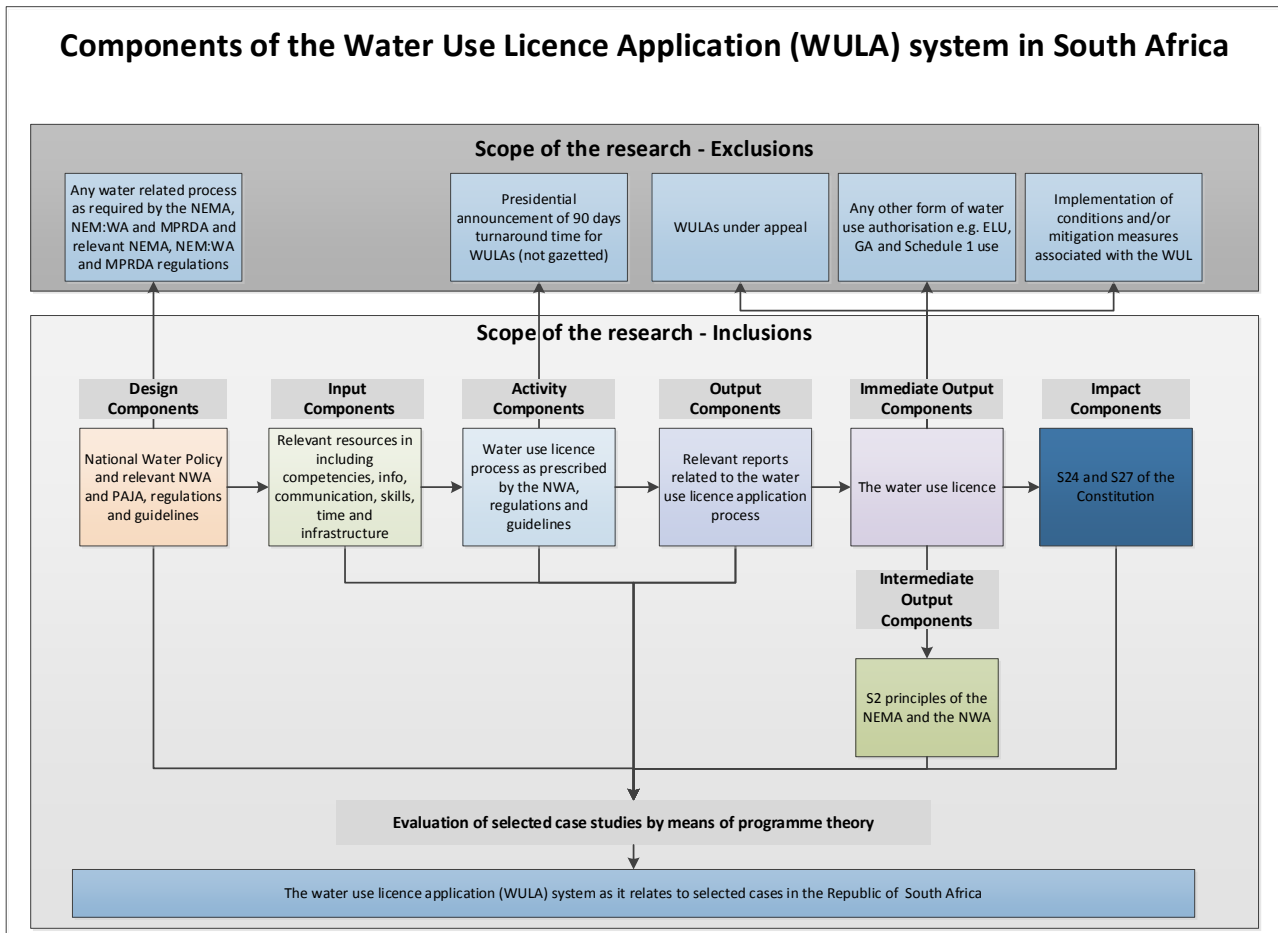 Components of the Water Use Licence Application (WULA) system in South Africa
Scope of the research - Exclusions
Any water related process
as required by the NEMA,
NEM:WA and MPRDA and
relevant NEMA, NEM:WA
and MPRDA regulations
Presidential
announcement of 90 days
turnaround time for
WULAs (not gazetted)
WULAs under appeal
Any other form of water
use authorisation e.g. ELU,
GA and Schedule 1 use
Implementation of
conditions and/or
mitigation measures
associated with the WUL
Scope of the research - Inclusions
Design
Components
National Water Policy
and relevant NWA
and PAJA, regulations
and guidelines
Input
Components
Relevant resources in
including
competencies, info,
communication, skills,
time and
infrastructure
Activity
Components
Water use licence
process as prescribed
by the NWA,
regulations and
guidelines
Output
Components
Relevant reports
related to the water
use licence application
process
Immediate Output
Components
The water use licence
Impact
Components
S24 and S27 of the
Constitution
Intermediate
Output
Components
S2 principles of the
NEMA and the NWA
Evaluation of selected case studies by means of programme theory
The water use licence application (WULA) system as it relates to selected cases in the Republic of South Africa